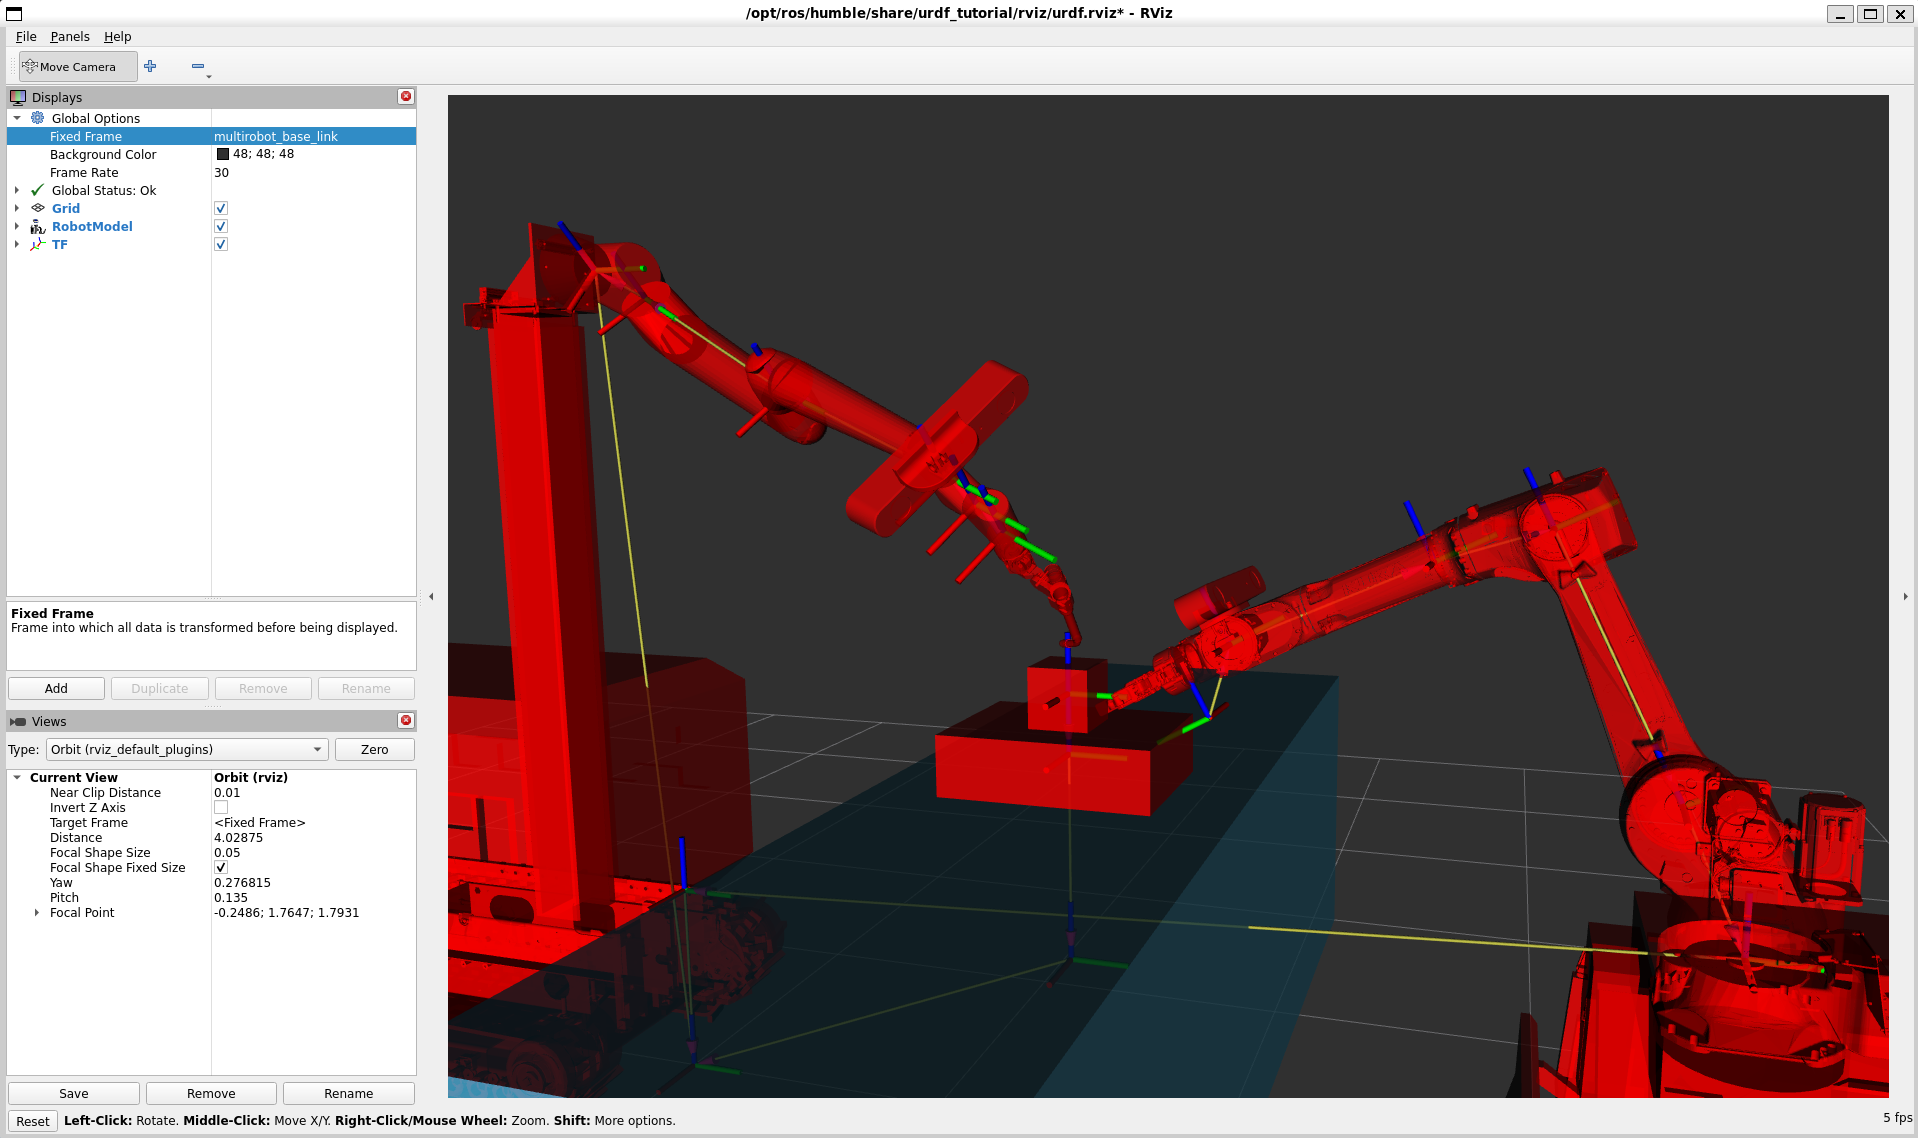 /opt/ros/humble/share/urdf_tutorial/rviz/urdf.rviz* - RViz
File Panels Help
Move Camera
Displays
Global Options
Fixed Frame multirobot_base_link
Background Color 48; 48; 48
Frame Rate 30
Global Status: Ok
Grid
RobotModel
TF
Fixed Frame
Frame into which all data is transformed before being displayed.
Add Duplicate Remove Rename
Views
Type: Orbit (rviz_default_plugins) Zero
Current View Orbit (rviz)
Near Clip Distance 0.01
Invert Z Axis
Target Frame <Fixed Frame>
Distance 4.02875
Focal Shape Size 0.05
Focal Shape Fixed Size
Yaw 0.276815
Pitch 0.135
Focal Point -0.2486; 1.7647; 1.7931
Save Remove Rename
Reset Left-Click: Rotate. Middle-Click: Move X/Y. Right-Click/Mouse Wheel: Zoom. Shift: More options. 5 fps